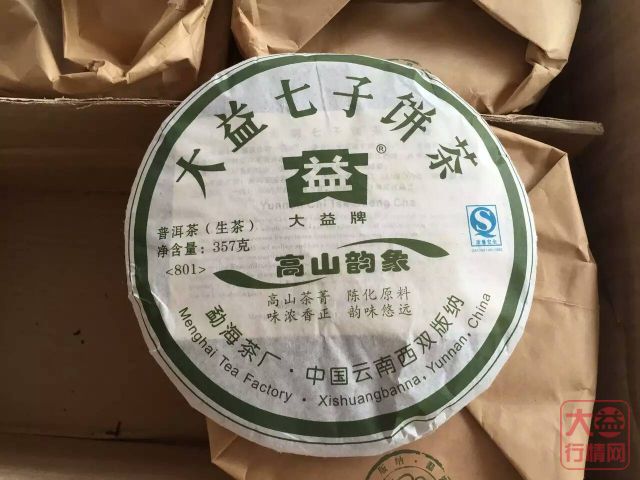 大益七子饼茶
益
®
大益牌
普洱茶（生茶）
净含量：357克
<801>
高山韵象
高山茶菁 陈化原料
味浓香正 韵味悠远
勐海茶厂·中国云南西双版纳
Menghai Tea Factory · Xishuangbanna, Yunnan, China
大益
行情网